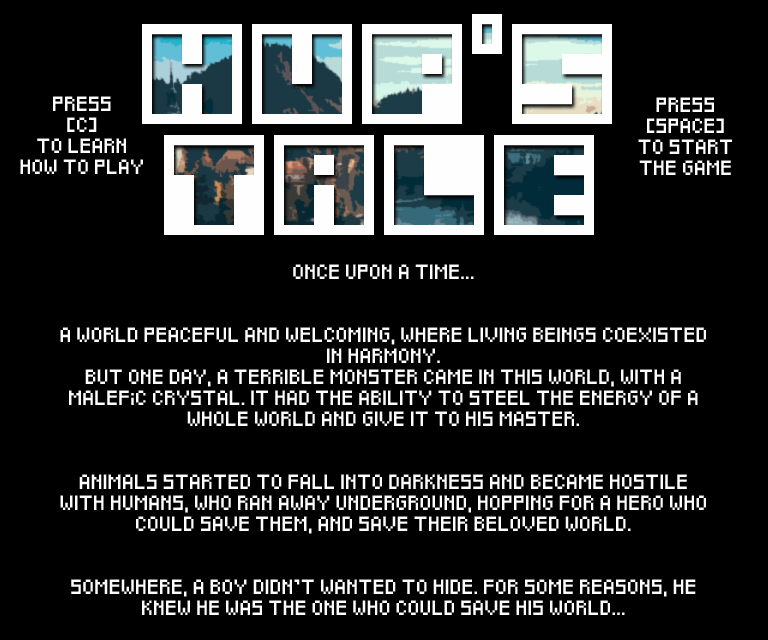 HUP'S
TALE
PRESS
[C]
TO LEARN
HOW TO PLAY
PRESS
[SPACE]
TO START
THE GAME
ONCE UPON A TIME...
A WORLD PEACEFUL AND WELCOMING, WHERE LIVING BEINGS COEXISTED
IN HARMONY.
BUT ONE DAY, A TERRIBLE MONSTER CAME IN THIS WORLD, WITH A
MALEFiC CRYSTAL. IT HAD THE ABILITY TO STEEL THE ENERGY OF A
WHOLE WORLD AND GIVE IT TO HIS MASTER.
ANIMALS STARTED TO FALL INTO DARKNESS AND BECAME HOSTILE
WITH HUMANS, WHO RAN AWAY UNDERGROUND, HOPPING FOR A HERO WHO
COULD SAVE THEM, AND SAVE THEIR BELOVED WORLD.
SOMEWHERE, A BOY DIDN'T WANTED TO HIDE. FOR SOME REASONS, HE
KNEW HE WAS THE ONE WHO COULD SAVE HIS WORLD...